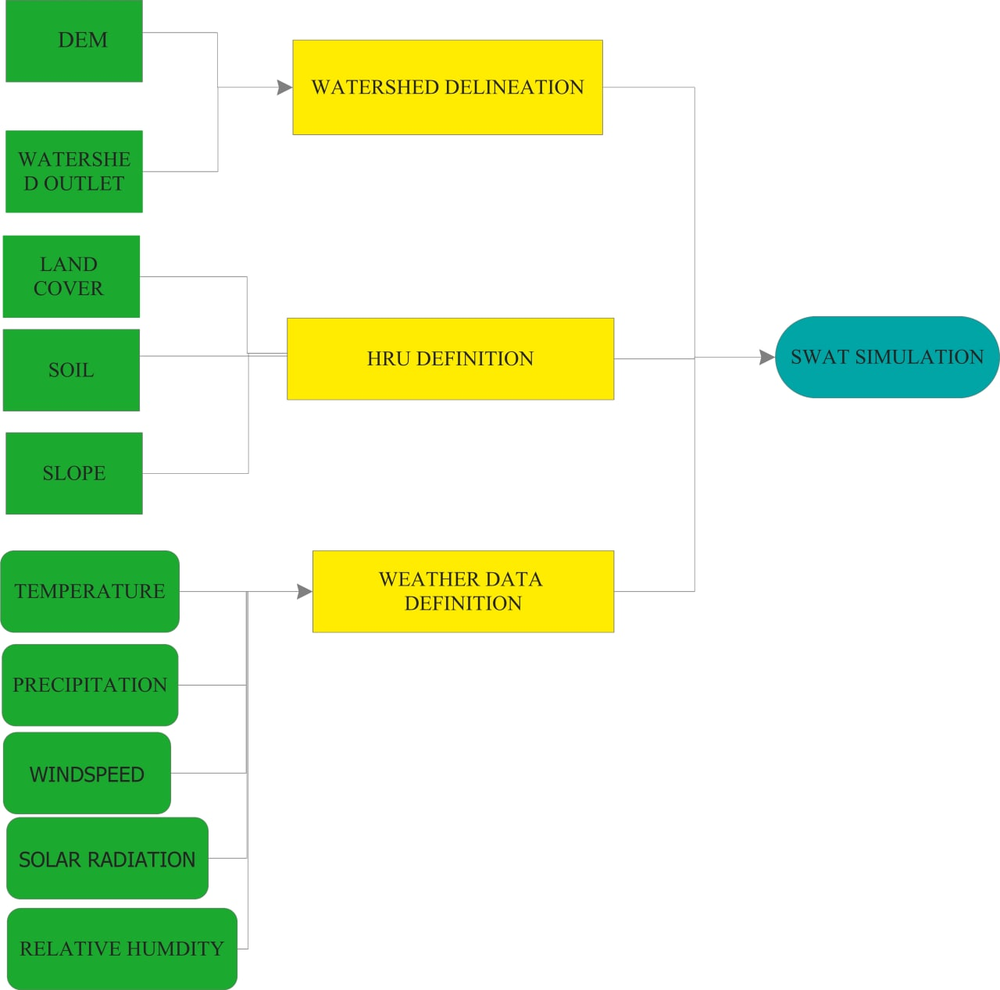 DEM
WATERSHED DELINEATION
WATERSHE
D OUTLET
LAND
COVER
SOIL
HRU DEFINITION
SWAT SIMULATION
SLOPE
TEMPERATURE
WEATHER DATA
DEFINITION
PRECIPITATION
WINDSPEED
SOLAR RADIATION
RELATIVE HUMDITY